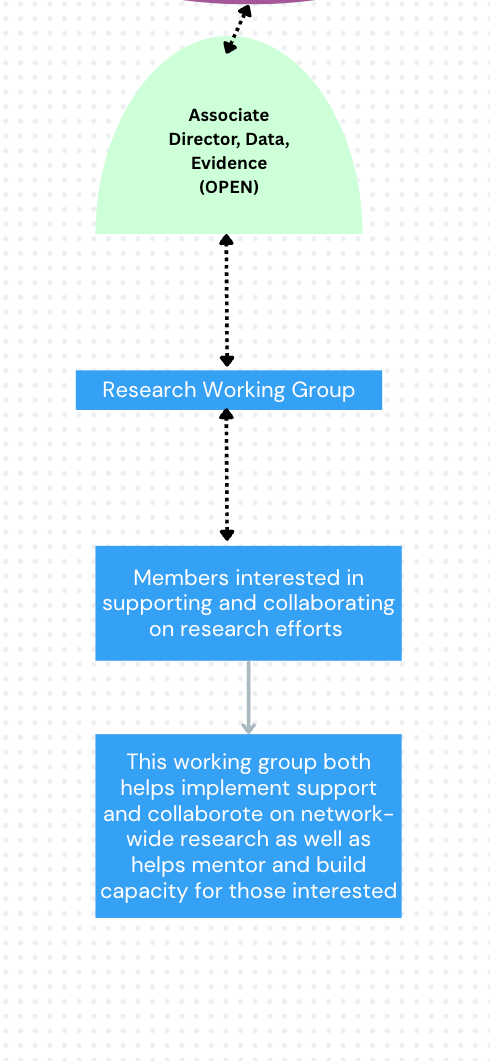 Associate
Director, Data,
Evidence
(OPEN)
Research Working Group
Members interested in
supporting and collaborating
on research efforts
This working group both
helps implement support
and collaborote on network-
wide research as well as
helps mentor and build
capacity for those interested